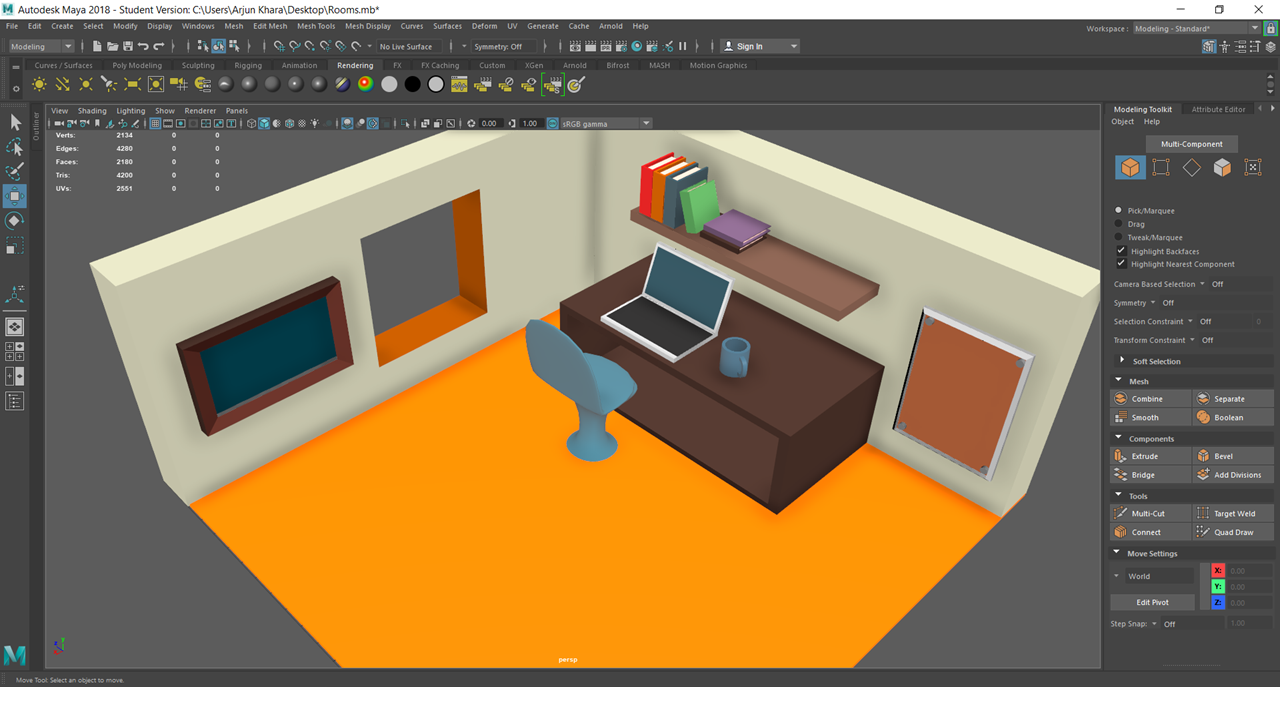 Autodesk Maya 2018 - Student Version: C:\Users\Arjun Khara\Desktop\Rooms.mb*
File Edit Create Select Modify Display Windows Mesh Edit Mesh Mesh Tools Mesh Display Curves Surfaces Deform UV Generate Cache Arnold Help
Workspace: Modeling - Standard*
Modeling No Live Surface Symmetry: Off Sign In
Curves / Surfaces Poly Modeling Sculpting Rigging Animation Rendering FX FX Caching Custom XGen Arnold Bifrost MASH Motion Graphics
View Shading Lighting Show Renderer Panels
0.00 1.00 sRGB gamma
Outliner
Verts: 2134 0 0
Edges: 4280 0 0
Faces: 2180 0 0
Tris: 4200 0 0
UVs: 2551 0 0
persp
Modeling Toolkit Attribute Editor
Object Help
Multi-Component
Pick/Marquee
Drag
Tweak/Marquee
Highlight Backfaces
Highlight Nearest Component
Camera Based Selection Off
Symmetry Off
Selection Constraint Off 0
Transform Constraint Off
Soft Selection
Mesh
Combine Separate
Smooth Boolean
Components
Extrude Bevel
Bridge Add Divisions
Tools
Multi-Cut Target Weld
Connect Quad Draw
Move Settings
World X: 0.00
Y: 0.00
Edit Pivot Z: 0.00
Step Snap: Off 1.00
Move Tool: Select an object to move.